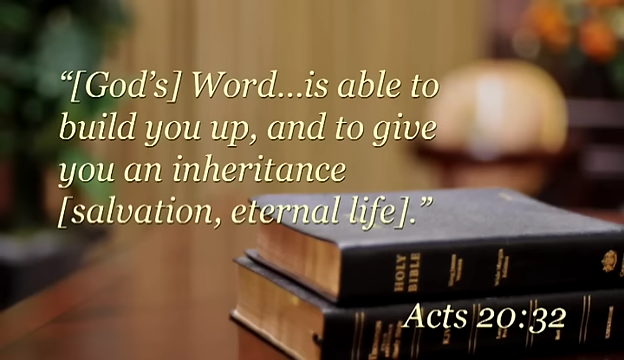 “[God’s] Word...is able to
build you up, and to give
you an inheritance
[salvation, eternal life].”
HOLY
BIBLE
Acts 20:32